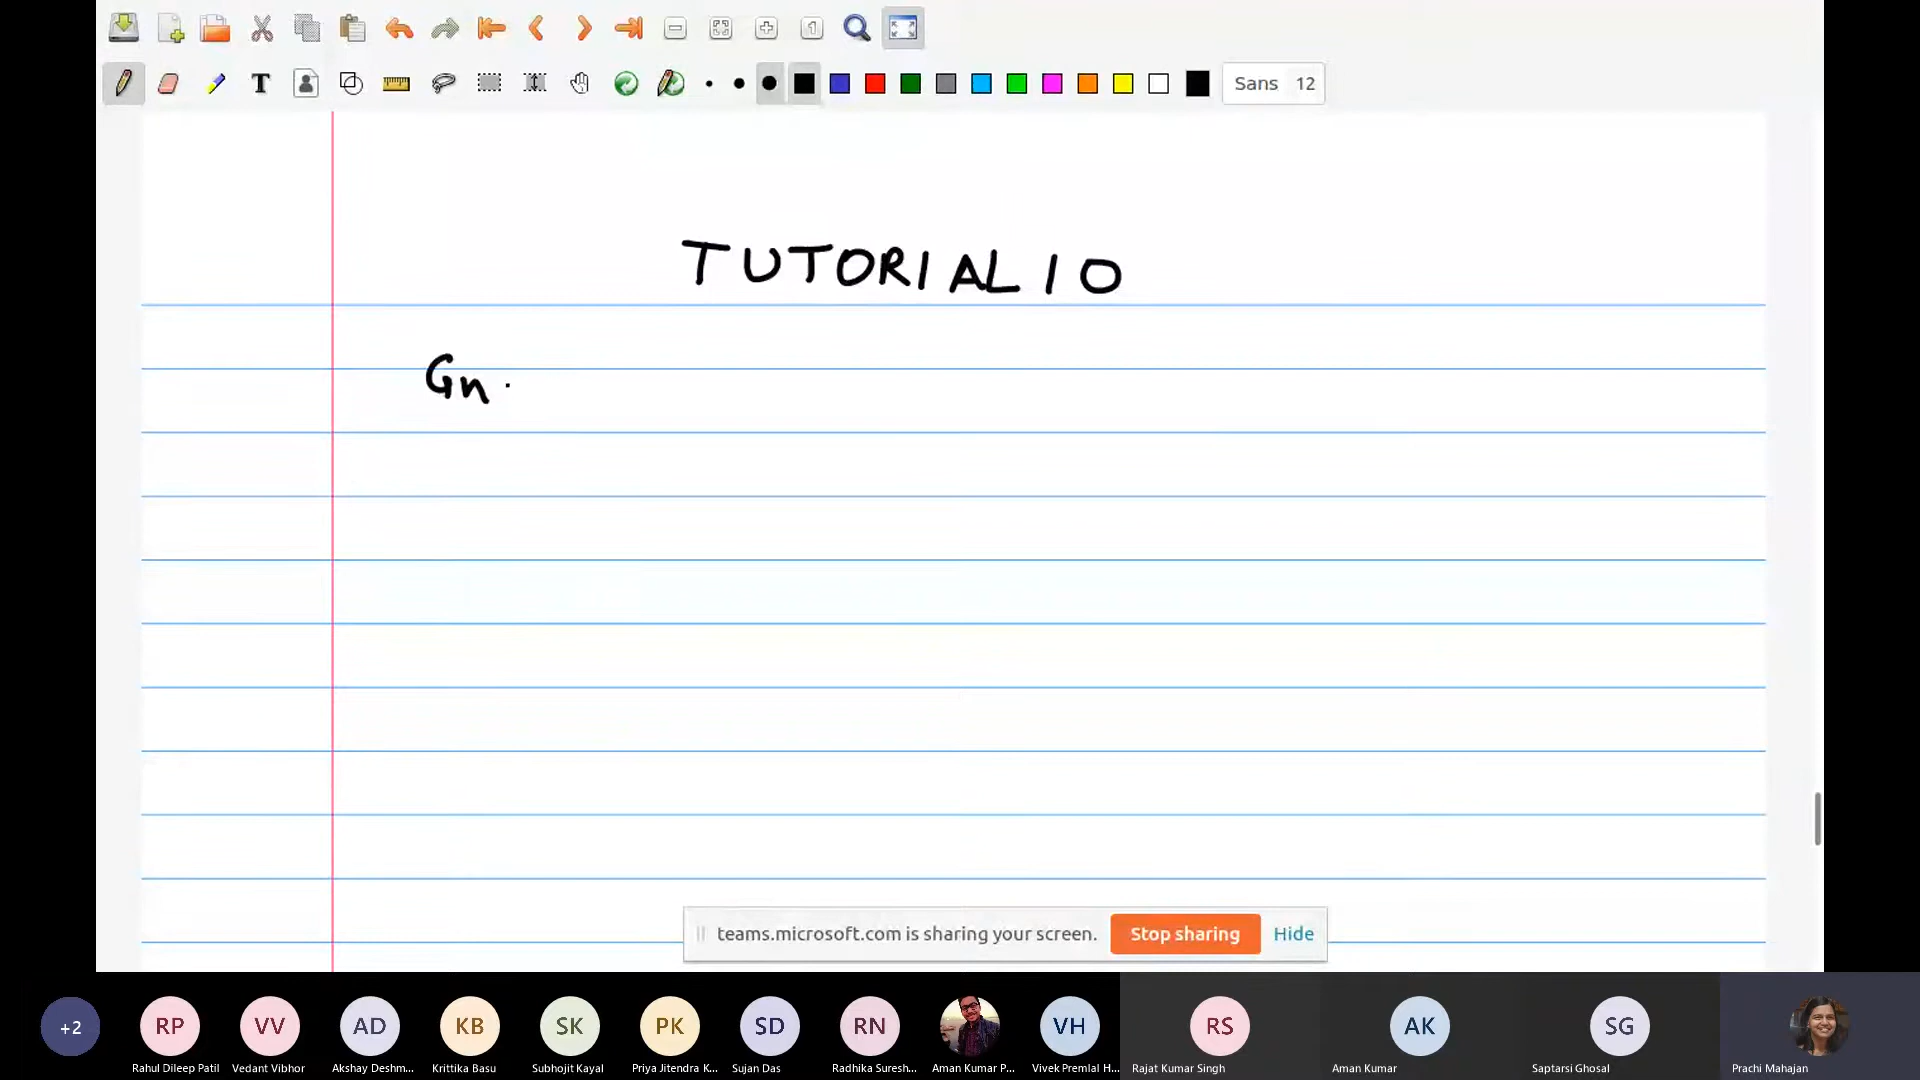 T
1
Sans 12
TUTORIAL 10
Gn.
teams.microsoft.com is sharing your screen. Stop sharing Hide
+2 RP VV AD KB SK PK SD RN VH RS AK SG
Rahul Dileep Patil Vedant Vibhor Akshay Deshm... Krittika Basu Subhojit Kayal Priya Jitendra K... Sujan Das Radhika Suresh... Aman Kumar P... Vivek Premlal H... Rajat Kumar Singh Aman Kumar Saptarsi Ghosal Prachi Mahajan